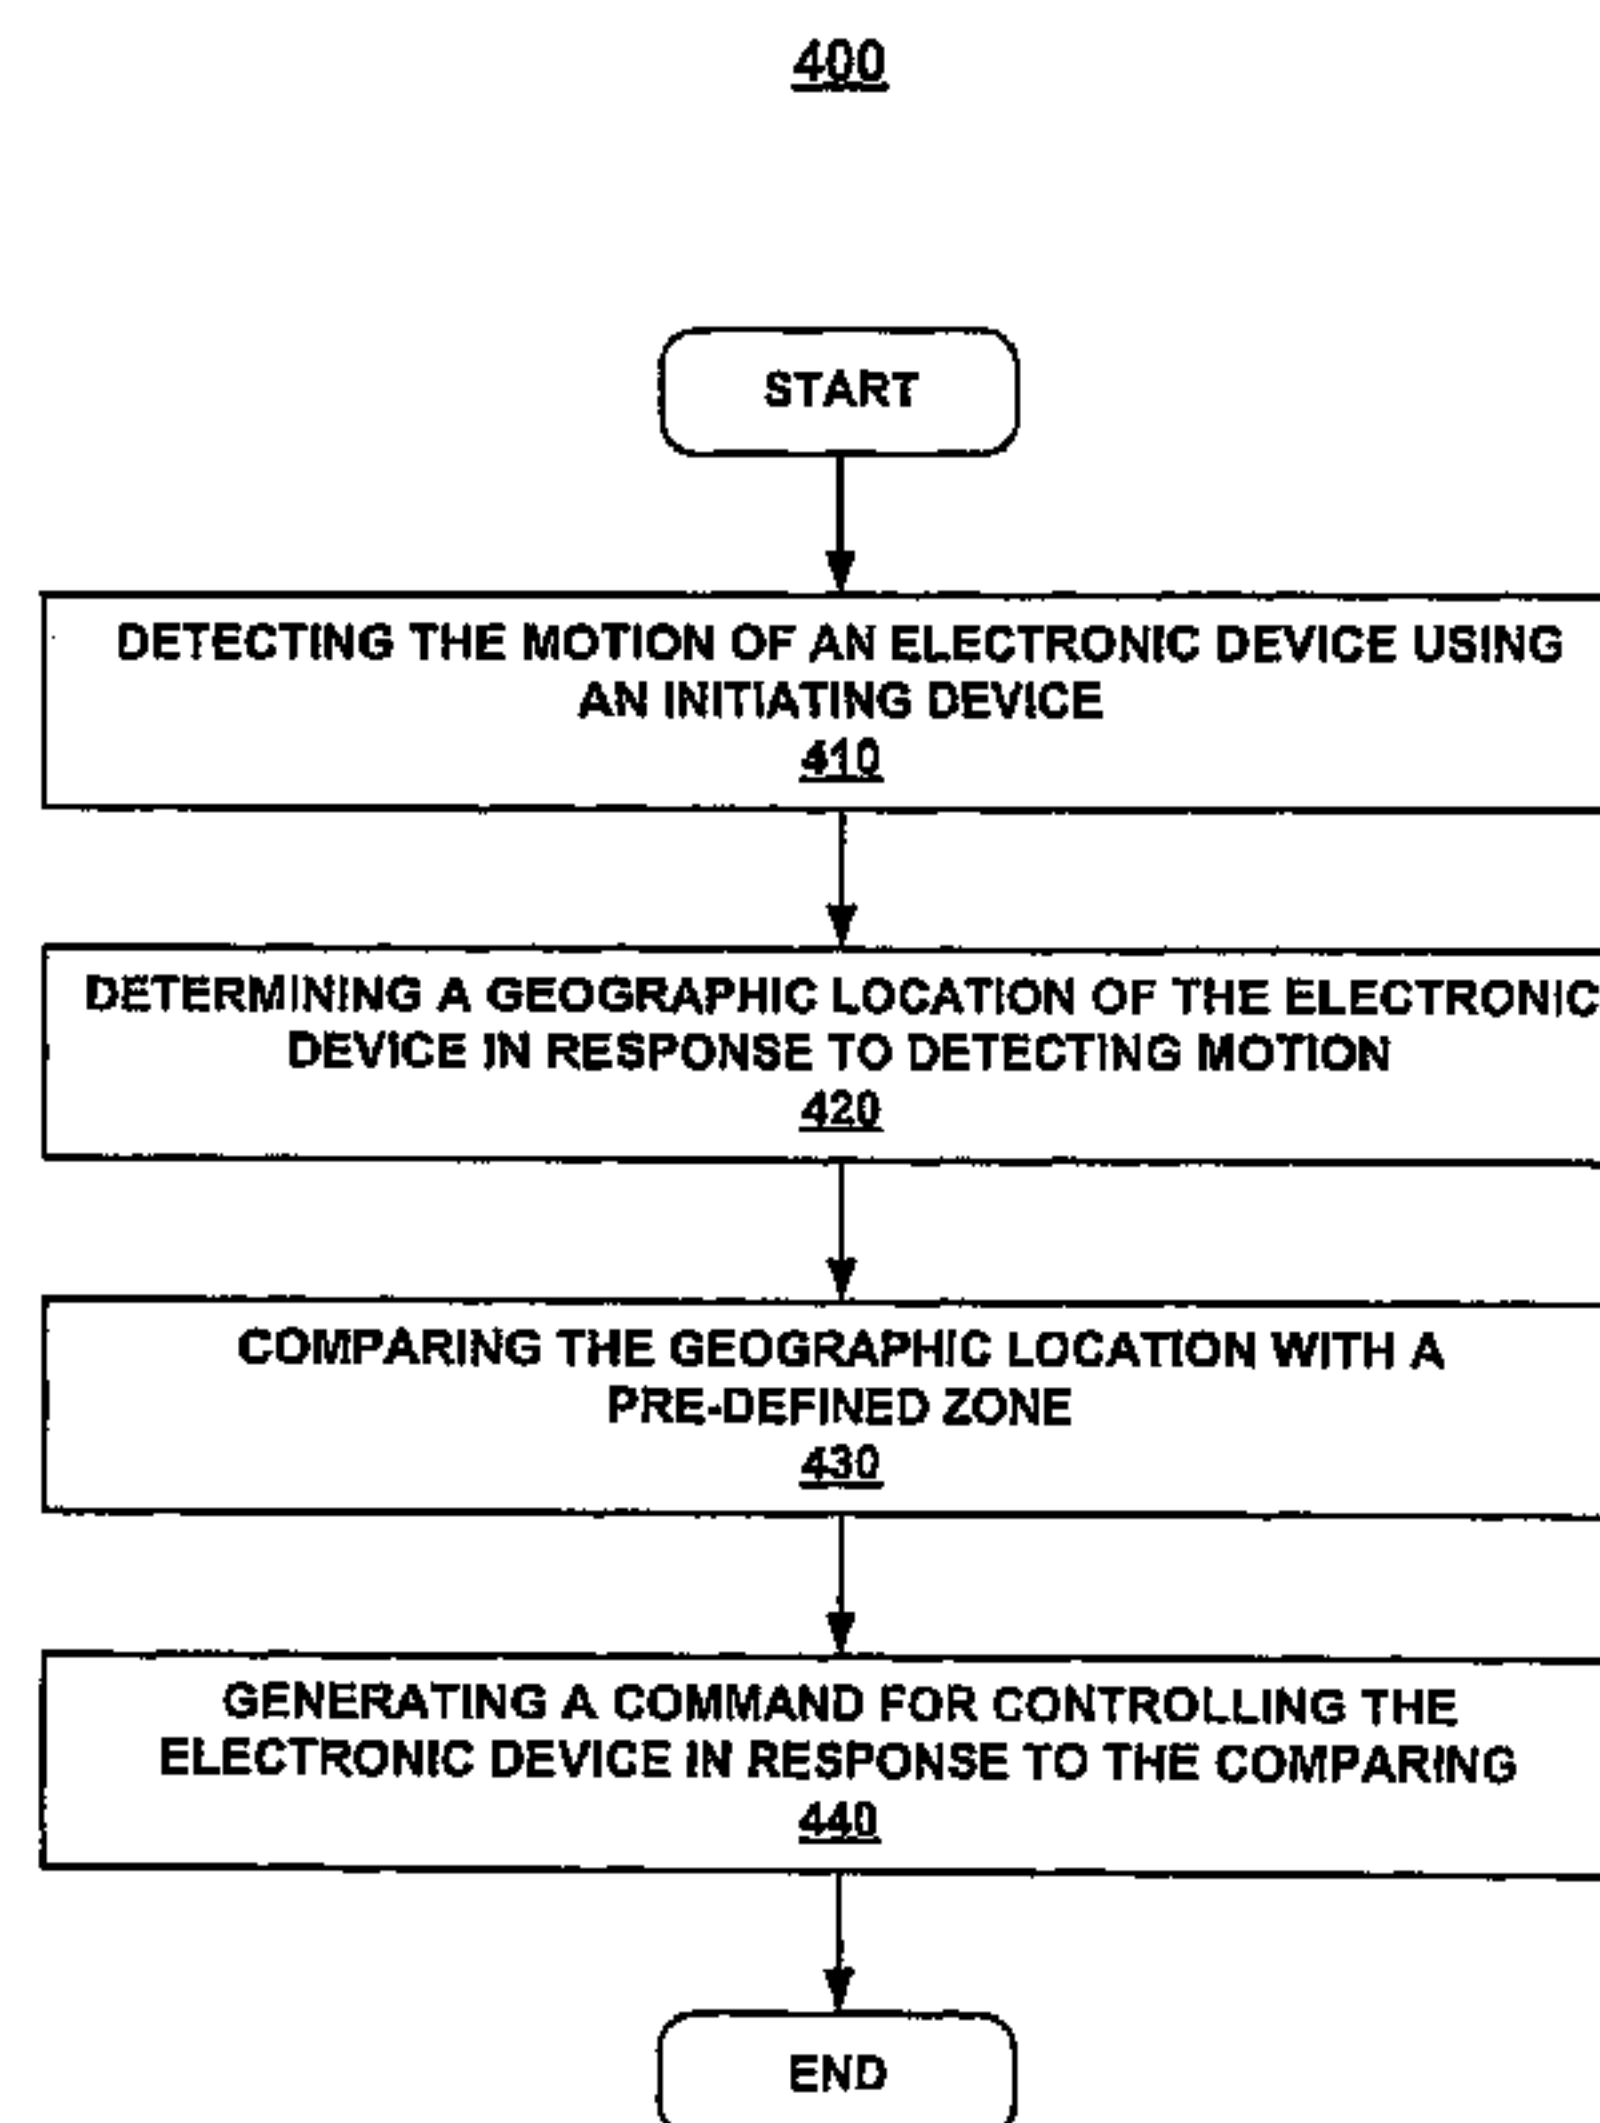 400
START
DETECTING THE MOTION OF AN ELECTRONIC DEVICE USING
AN INITIATING DEVICE
410
DETERMINING A GEOGRAPHIC LOCATION OF THE ELECTRONIC
DEVICE IN RESPONSE TO DETECTING MOTION
420
COMPARING THE GEOGRAPHIC LOCATION WITH A
PRE-DEFINED ZONE
430
GENERATING A COMMAND FOR CONTROLLING THE
ELECTRONIC DEVICE IN RESPONSE TO THE COMPARING
440
END